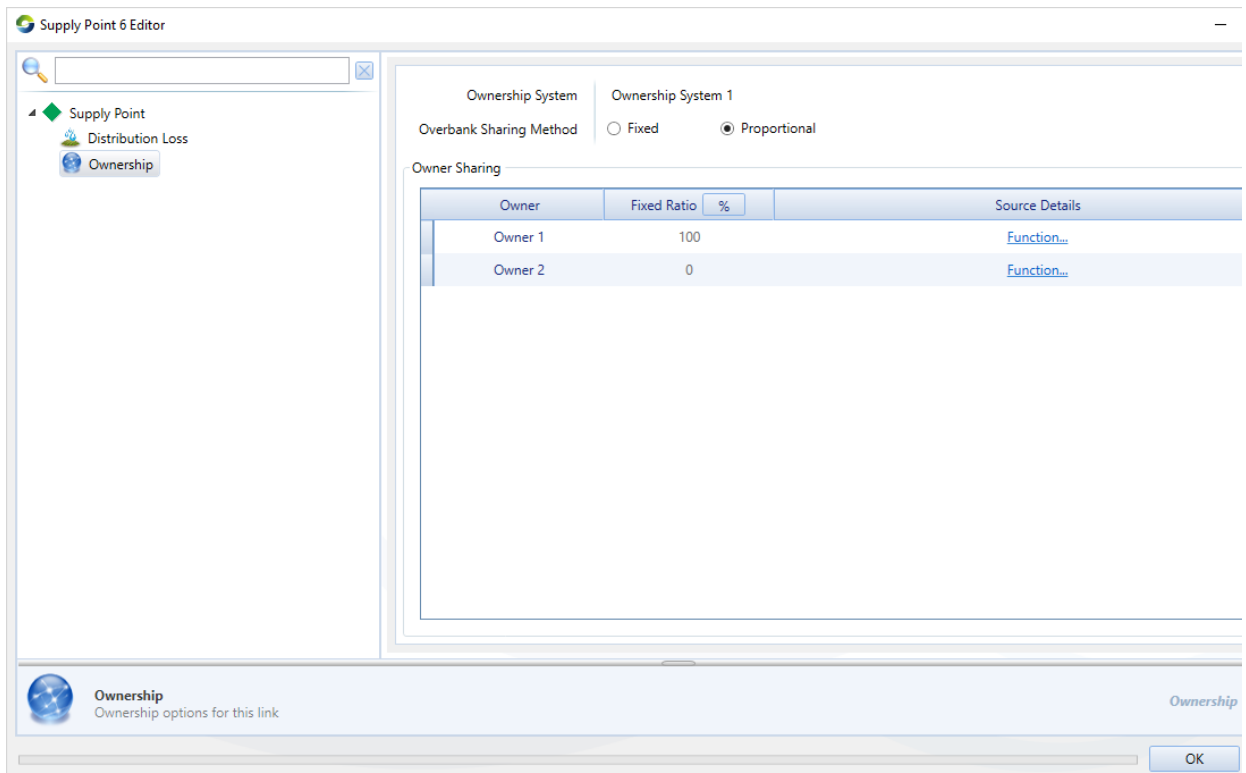 Supply Point 6 Editor
Supply Point
Distribution Loss
Ownership
Ownership System Ownership System 1
Overbank Sharing Method Fixed Proportional
Owner Sharing
Owner Fixed Ratio % Source Details
Owner 1 100 Function...
Owner 2 0 Function...
Ownership
Ownership options for this link
Ownership
OK